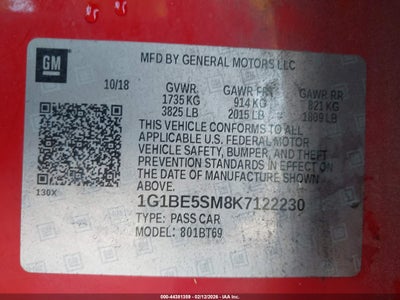 GM
MFD BY GENERAL MOTORS LLC
10/18 GVWR GAWR FRT GAWR RR
1735 KG 914 KG 821 KG
3825 LB 2015 LB 1809 LB
THIS VEHICLE CONFORMS TO ALL
APPLICABLE U.S. FEDERAL MOTOR
VEHICLE SAFETY, BUMPER, AND THEFT
PREVENTION STANDARDS IN EFFECT ON
THE DATE OF MANUFACTURE SHOWN ABOVE.
130X
1G1BE5SM8K7122230
TYPE: PASS CAR
MODEL: 801BT69
000-44381359 - 02/12/2026 - IAA